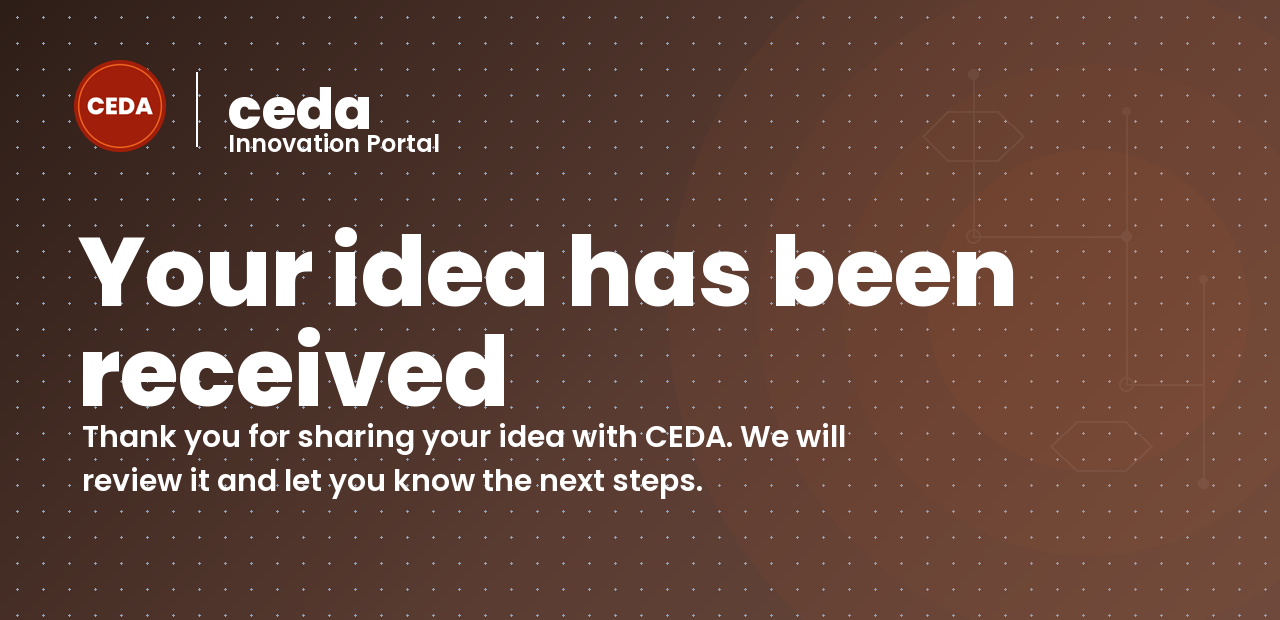 CEDA
ceda
Innovation Portal
Your idea has been
received
Thank you for sharing your idea with CEDA. We will
review it and let you know the next steps.